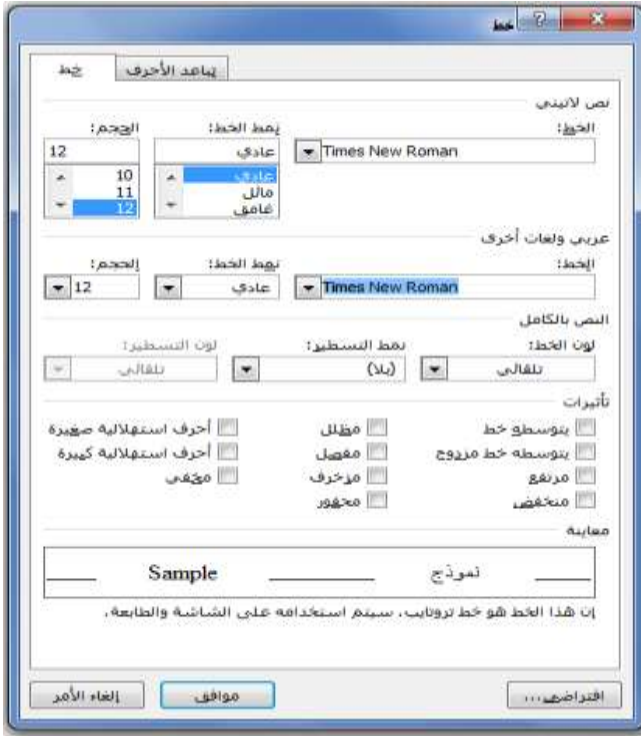 خط
خط تباعد الأحرف
نص لاتيني
الخط: نمط الخط: الحجم:
Times New Roman عادي 12
عادي 10
مائل 11
غامق 12
عربي ولغات أخرى
الخط: نمط الخط: الحجم:
Times New Roman عادي 12
النص بالكامل
لون الخط: نمط التسطير: لون التسطير:
تلقائي (بلا) تلقائي
تأثيرات
يتوسطه خط مظلل أحرف استهلالية صغيرة
يتوسطه خط مزدوج مفصل أحرف استهلالية كبيرة
مرتفع مزخرف مخفي
منخفض محفور
معاينة
نموذج Sample
إن هذا الخط هو خط تروتايب. سيتم استخدامه على الشاشة والطابعة.
افتراضي... موافق إلغاء الأمر